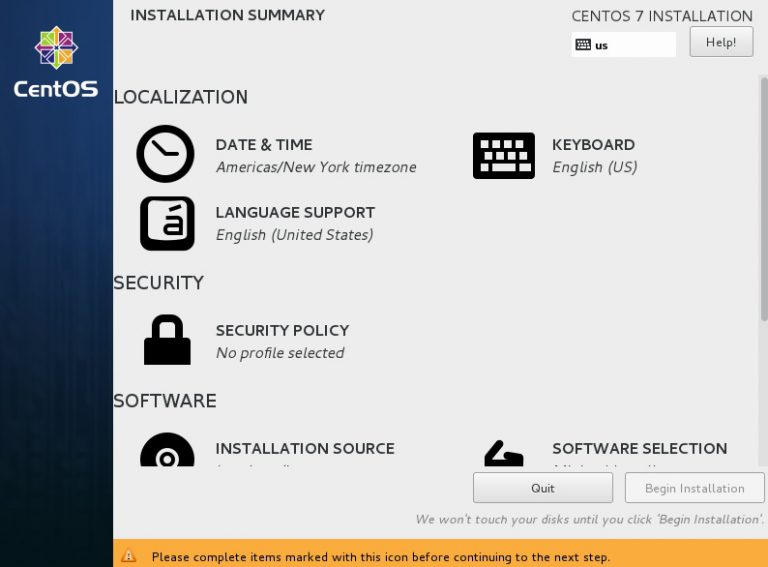 INSTALLATION SUMMARY
CENTOS 7 INSTALLATION
us
Help!
CentOS
LOCALIZATION
DATE & TIME
Americas/New York timezone
KEYBOARD
English (US)
LANGUAGE SUPPORT
English (United States)
SECURITY
SECURITY POLICY
No profile selected
SOFTWARE
INSTALLATION SOURCE
SOFTWARE SELECTION
Quit
Begin Installation
We won't touch your disks until you click 'Begin Installation'.
Please complete items marked with this icon before continuing to the next step.